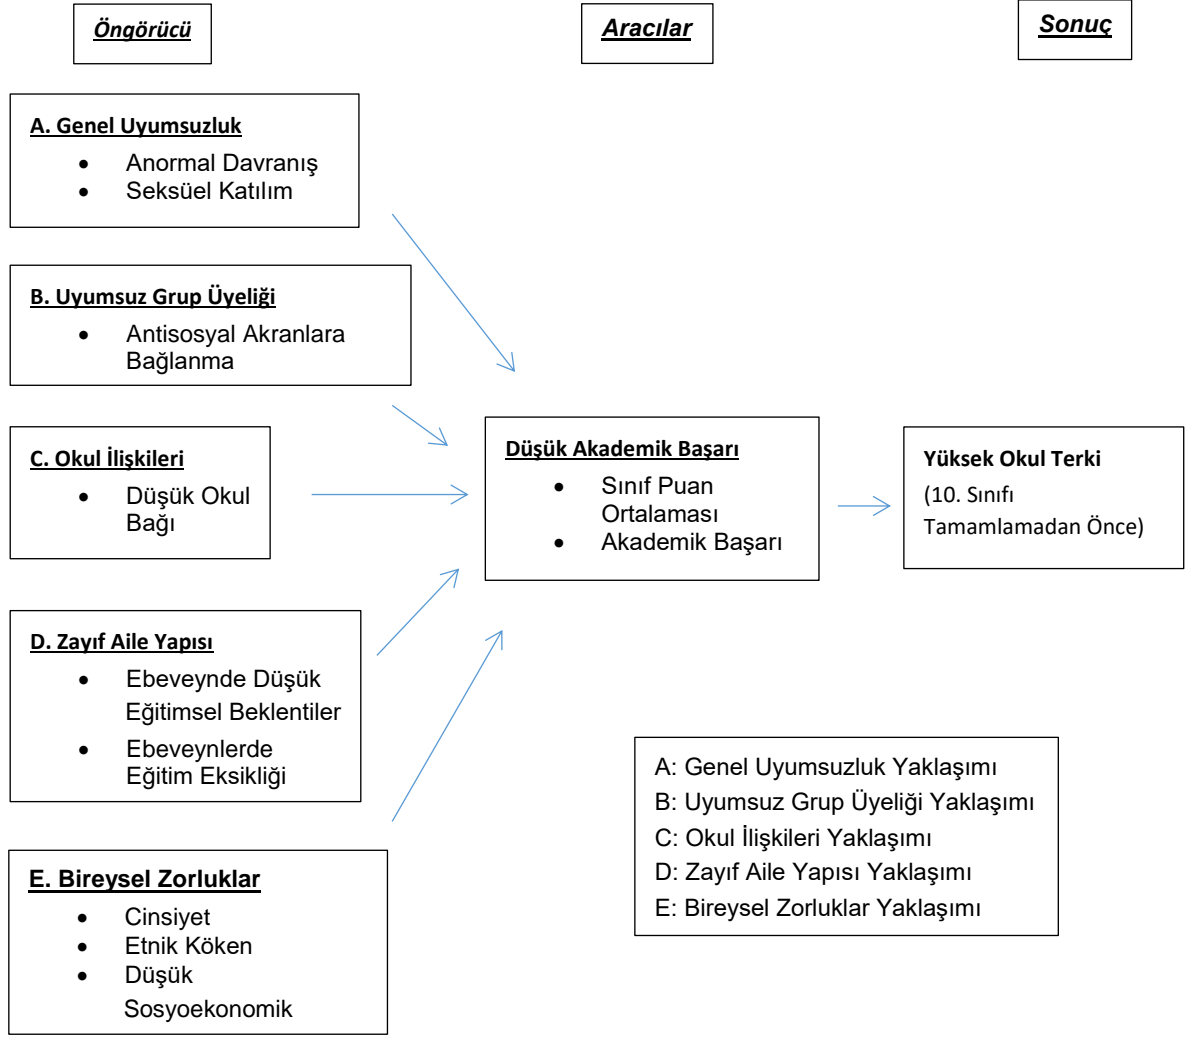 Öngörücü
Aracılar
Sonuç
A. Genel Uyumsuzluk
• Anormal Davranış
• Seksüel Katılım
B. Uyumsuz Grup Üyeliği
• Antisosyal Akranlara
Bağlanma
C. Okul İlişkileri
• Düşük Okul
Bağı
D. Zayıf Aile Yapısı
• Ebeveynde Düşük
Eğitimsel Beklentiler
• Ebeveynlerde
Eğitim Eksikliği
E. Bireysel Zorluklar
• Cinsiyet
• Etnik Köken
• Düşük
Sosyoekonomik
Düşük Akademik Başarı
• Sınıf Puan
Ortalaması
• Akademik Başarı
Yüksek Okul Terki
(10. Sınıfı
Tamamlamadan Önce)
A: Genel Uyumsuzluk Yaklaşımı
B: Uyumsuz Grup Üyeliği Yaklaşımı
C: Okul İlişkileri Yaklaşımı
D: Zayıf Aile Yapısı Yaklaşımı
E: Bireysel Zorluklar Yaklaşımı